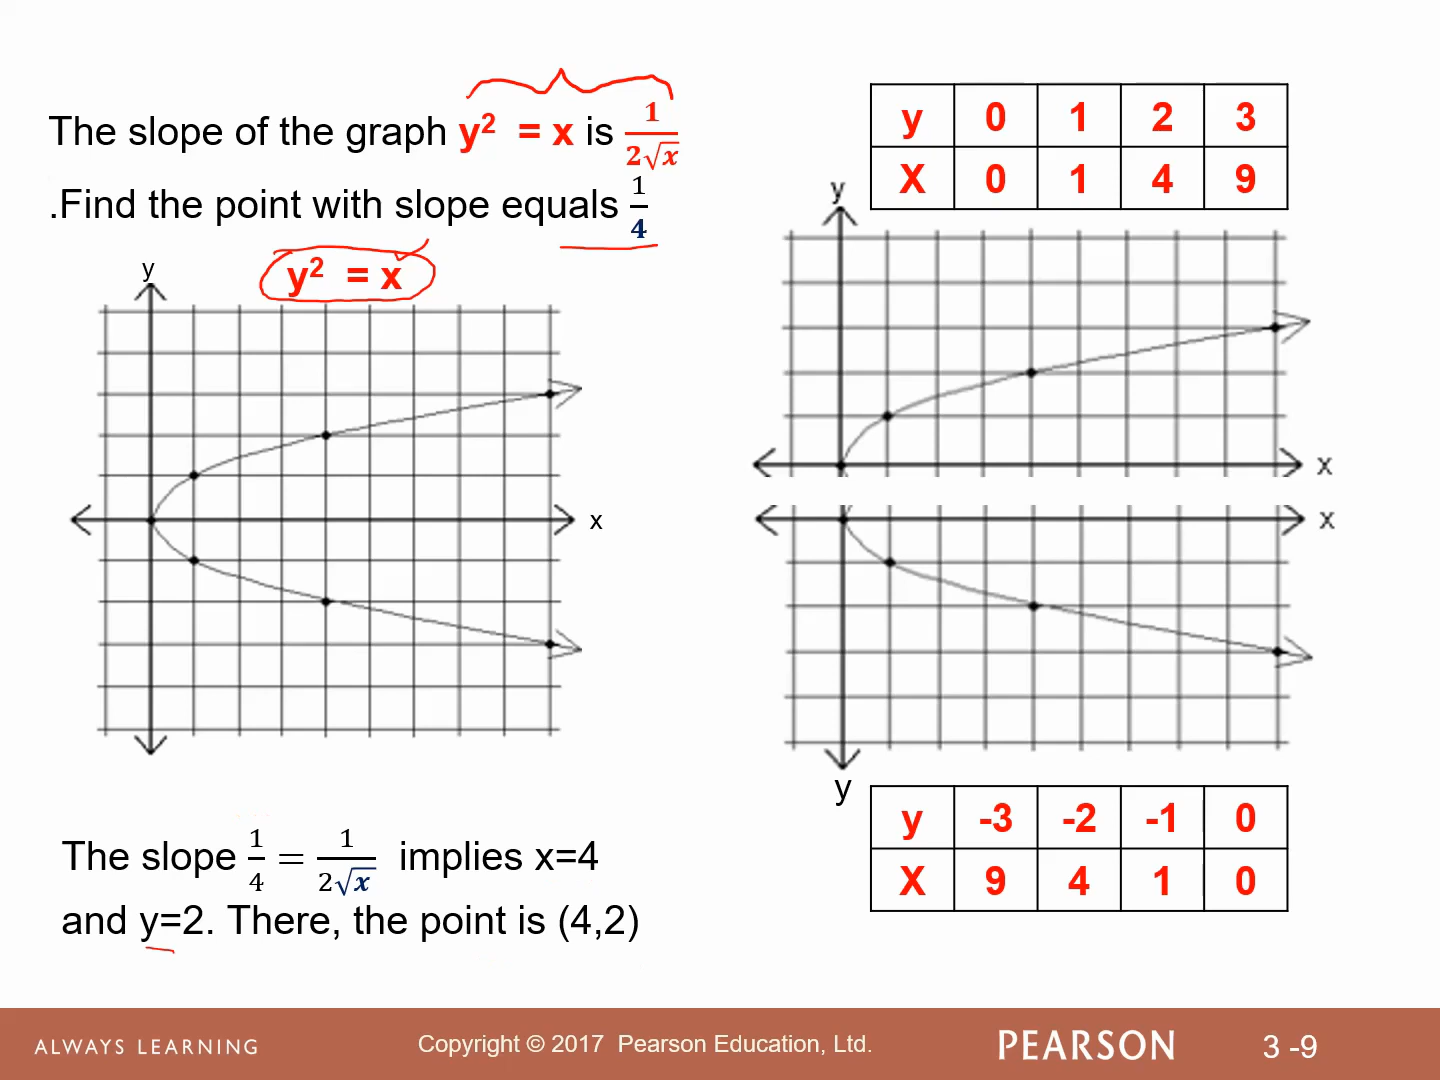 The slope of the graph y² = x is 1/(2√x)
.Find the point with slope equals 1/4
y² = x
y
x
The slope 1/4 = 1/(2√x) implies x=4
and y=2. There, the point is (4,2)
y 0 1 2 3
X 0 1 4 9
y
x
x
y
y -3 -2 -1 0
X 9 4 1 0
ALWAYS LEARNING
Copyright © 2017 Pearson Education, Ltd.
PEARSON
3 -9